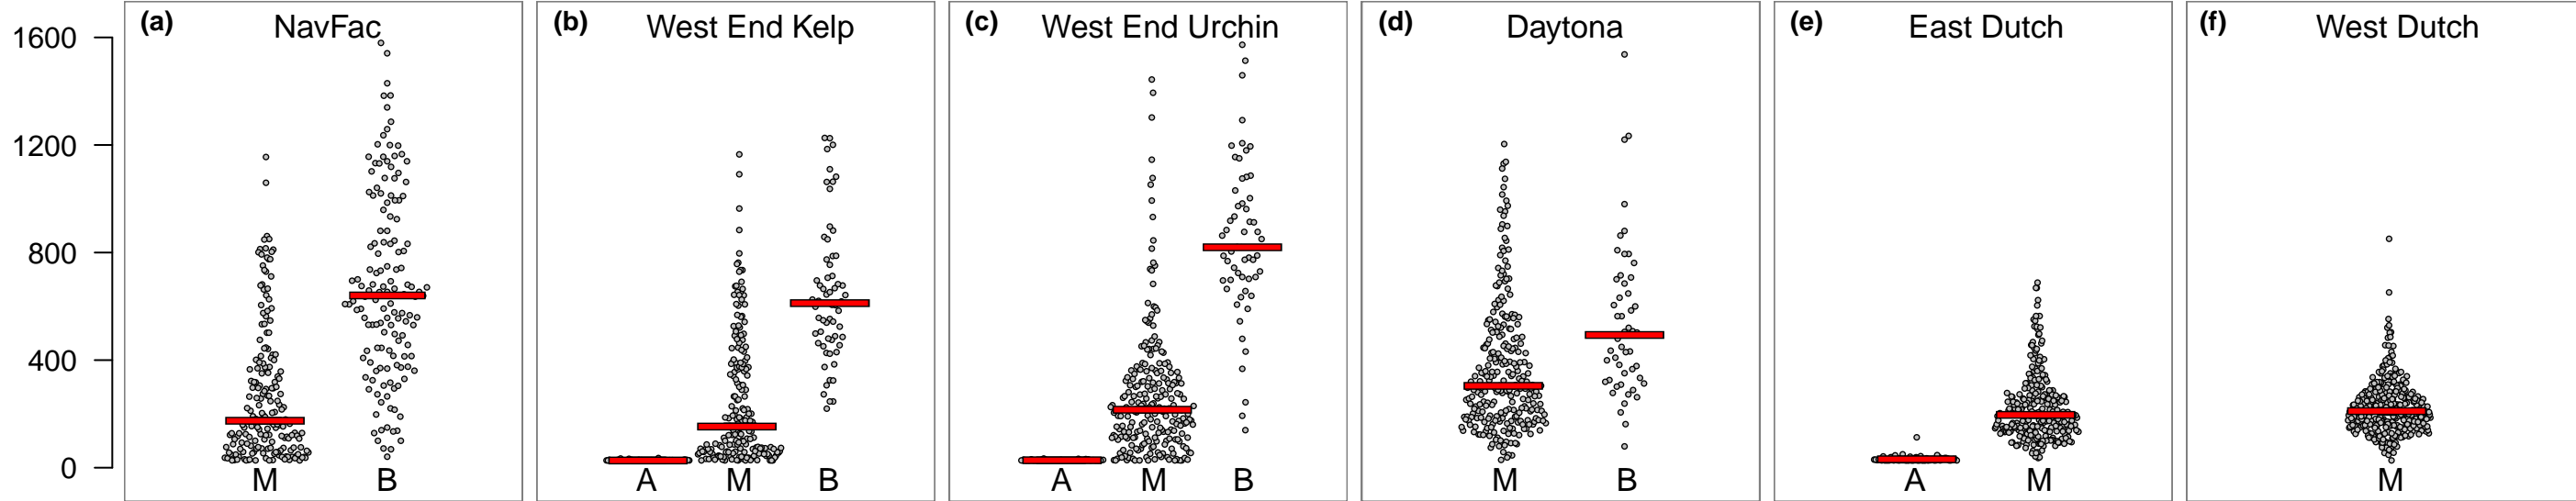 (a) NavFac
(b) West End Kelp
(c) West End Urchin
(d) Daytona
(e) East Dutch
(f) West Dutch
1600
1200
800
400
0
M B
A M B
A M B
M B
A M
M